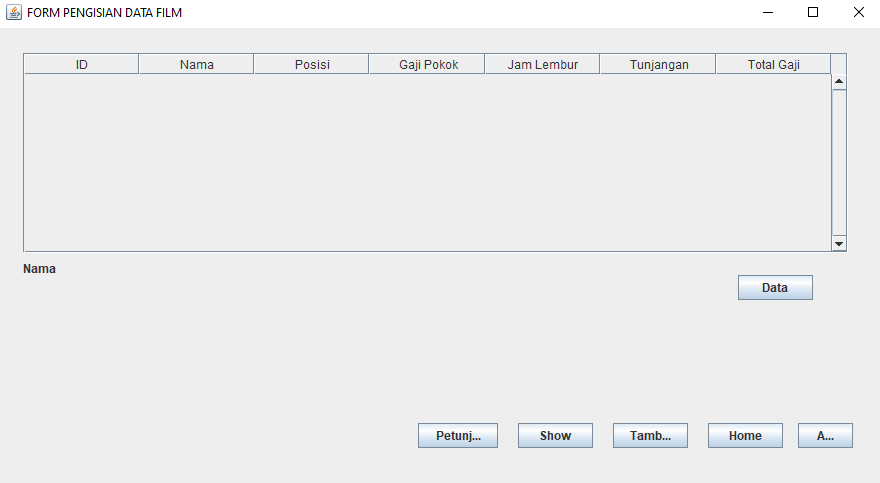 FORM PENGISIAN DATA FILM
ID Nama Posisi Gaji Pokok Jam Lembur Tunjangan Total Gaji
Nama
Data
Petunj... Show Tamb... Home A...